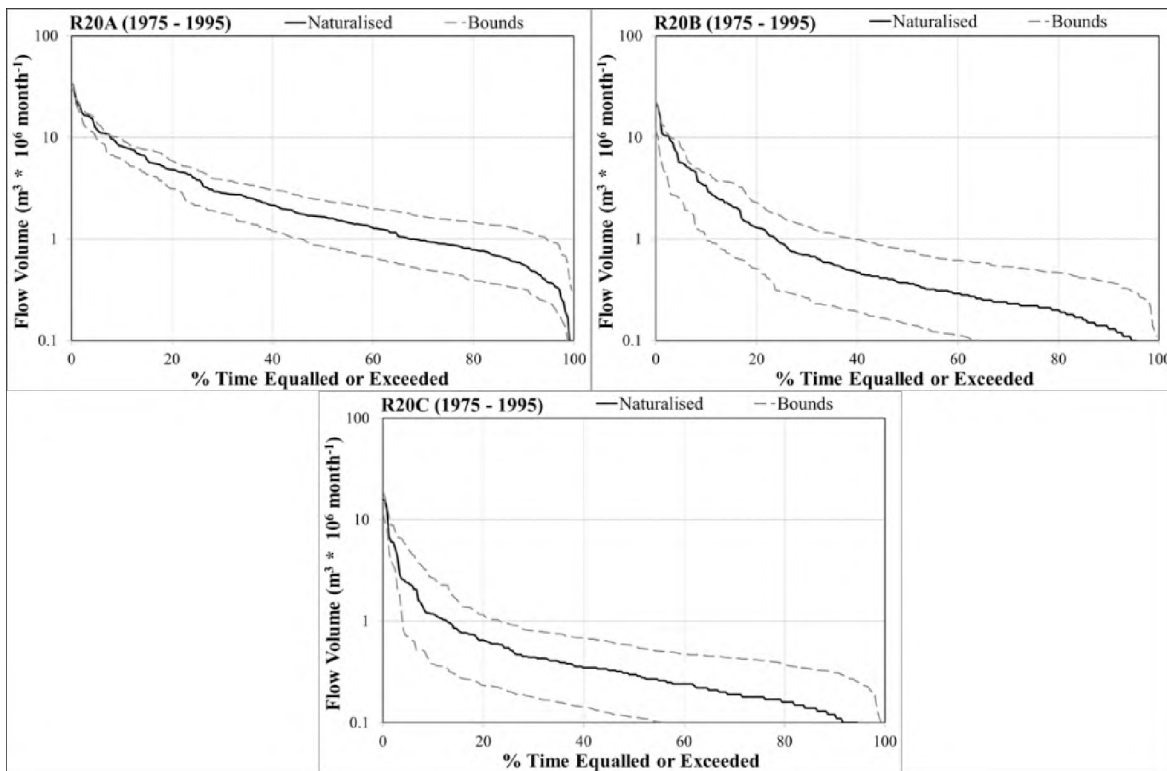 R20A (1975 - 1995) Naturalised Bounds
100
10
1
0.1
Flow Volume (m³ * 10⁶ month⁻¹)
0 20 40 60 80 100
% Time Equalled or Exceeded
R20B (1975 - 1995) Naturalised Bounds
100
10
1
0.1
Flow Volume (m³ * 10⁶ month⁻¹)
0 20 40 60 80 100
% Time Equalled or Exceeded
R20C (1975 - 1995) Naturalised Bounds
100
10
1
0.1
Flow Volume (m³ * 10⁶ month⁻¹)
0 20 40 60 80 100
% Time Equalled or Exceeded